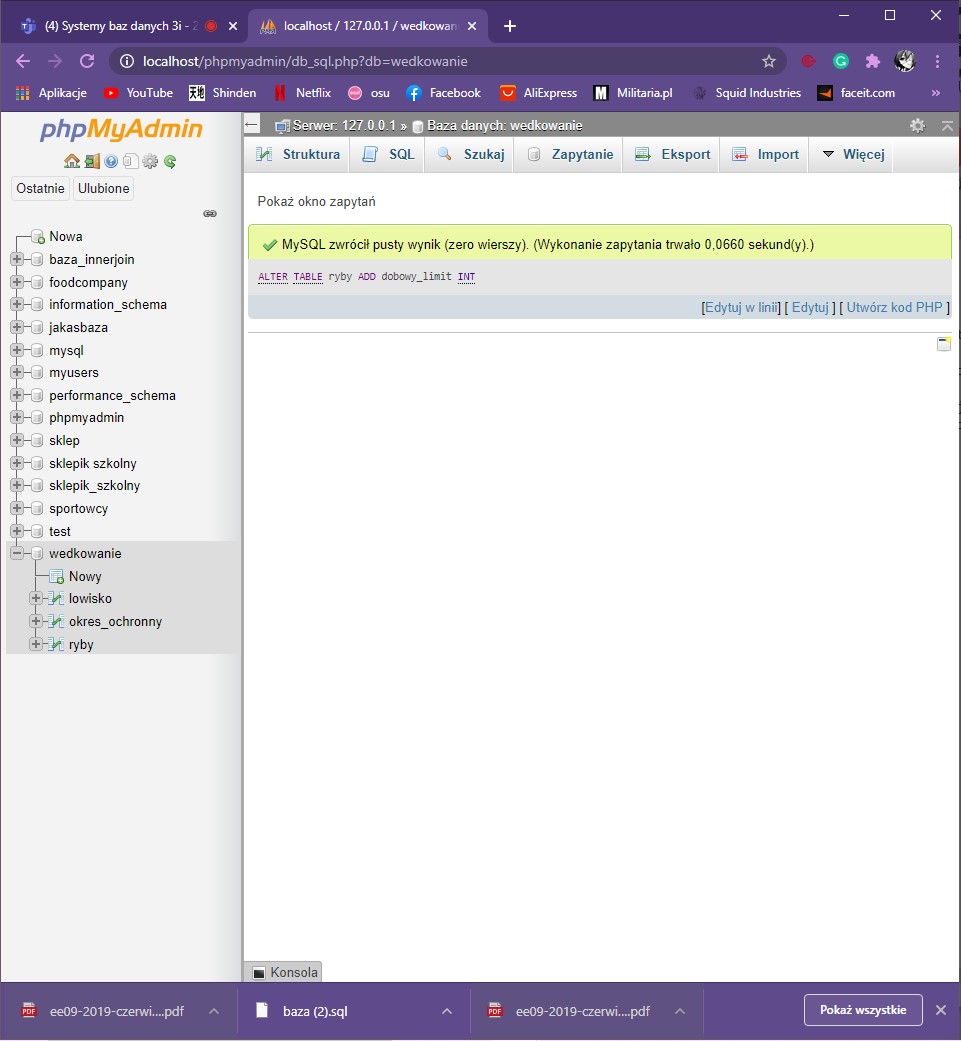 (4) Systemy baz danych 3i - 2
localhost / 127.0.0.1 / wedkowan
localhost/phpmyadmin/db_sql.php?db=wedkowanie
Aplikacje YouTube 天地 Shinden Netflix osu Facebook AliExpress M Militaria.pl Squid Industries faceit.com »
phpMyAdmin
Ostatnie Ulubione
Nowa
baza_innerjoin
foodcompany
information_schema
jakasbaza
mysql
myusers
performance_schema
phpmyadmin
sklep
sklepik szkolny
sklepik_szkolny
sportowcy
test
wedkowanie
Nowy
lowisko
okres_ochronny
ryby
Serwer: 127.0.0.1 » Baza danych: wedkowanie
Struktura SQL Szukaj Zapytanie Eksport Import Więcej
Pokaż okno zapytań
MySQL zwrócił pusty wynik (zero wierszy). (Wykonanie zapytania trwało 0,0660 sekund(y).)
ALTER TABLE ryby ADD dobowy_limit INT
[Edytuj w linii] [ Edytuj ] [ Utwórz kod PHP ]
Konsola
PDF ee09-2019-czerwi....pdf
baza (2).sql
PDF ee09-2019-czerwi....pdf
Pokaż wszystkie